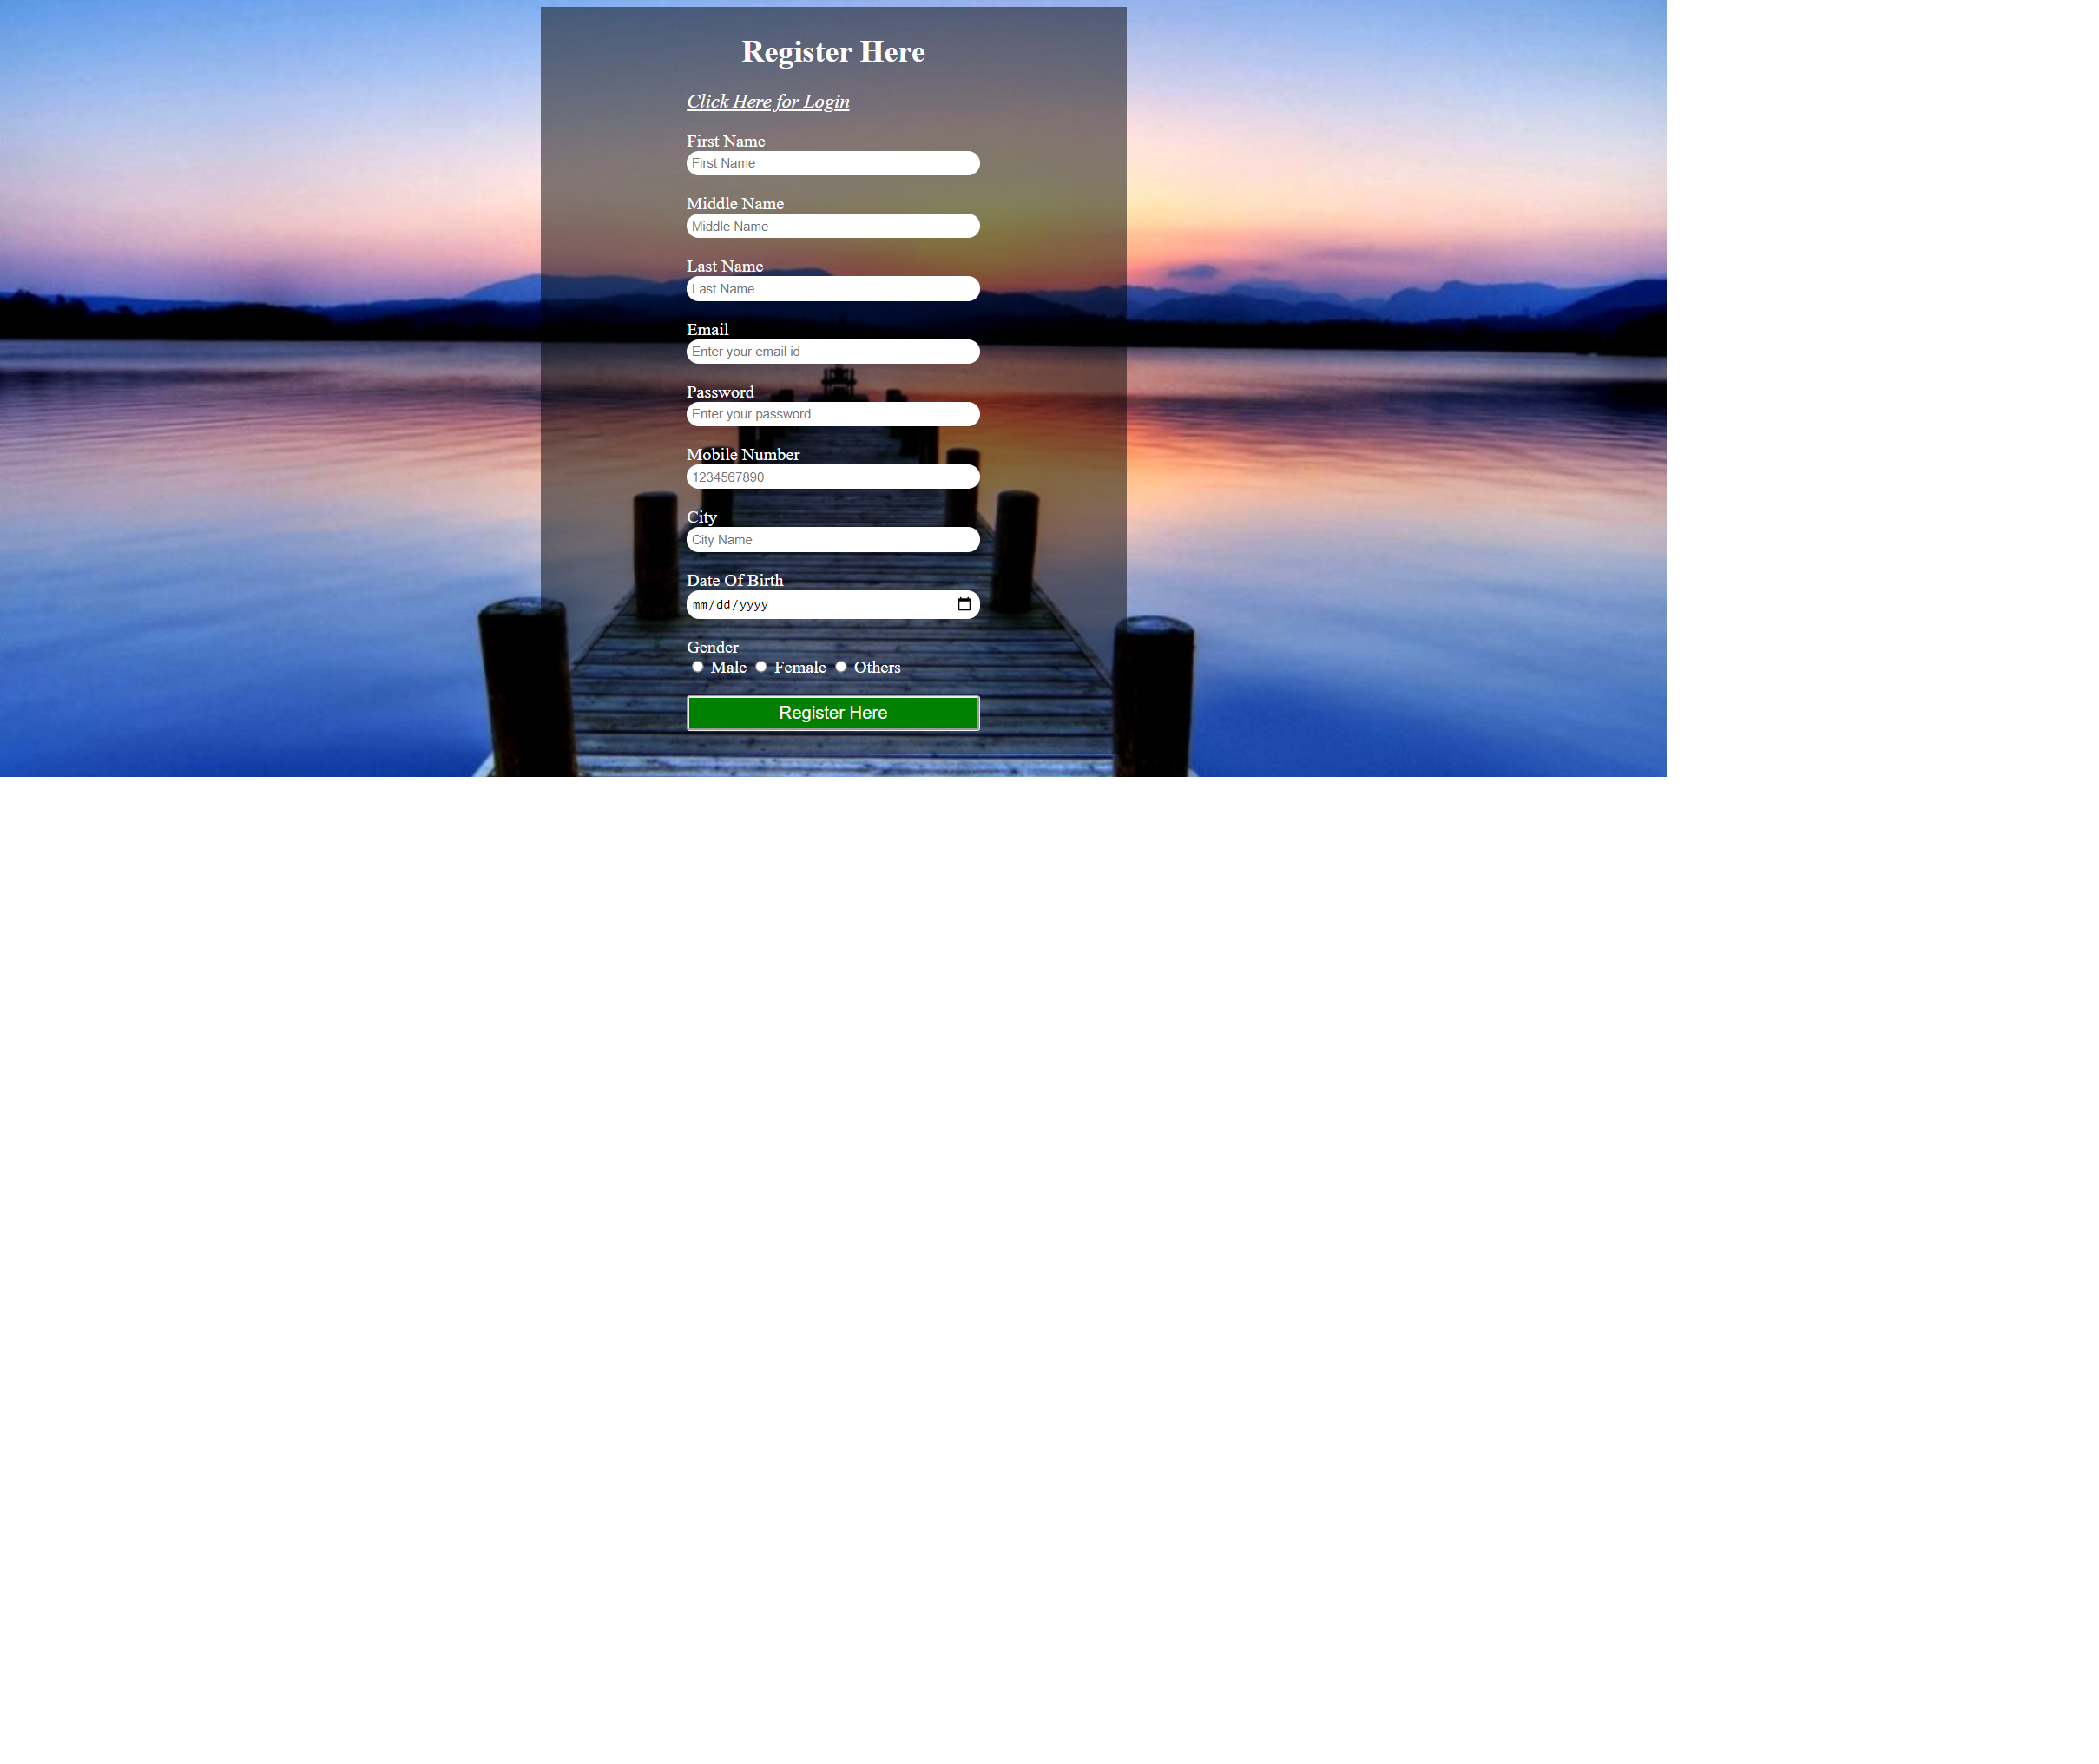 Register Here
Click Here for Login
First Name
First Name
Middle Name
Middle Name
Last Name
Last Name
Email
Enter your email id
Password
Enter your password
Mobile Number
1234567890
City
City Name
Date Of Birth
mm/dd/yyyy
Gender
Male Female Others
Register Here